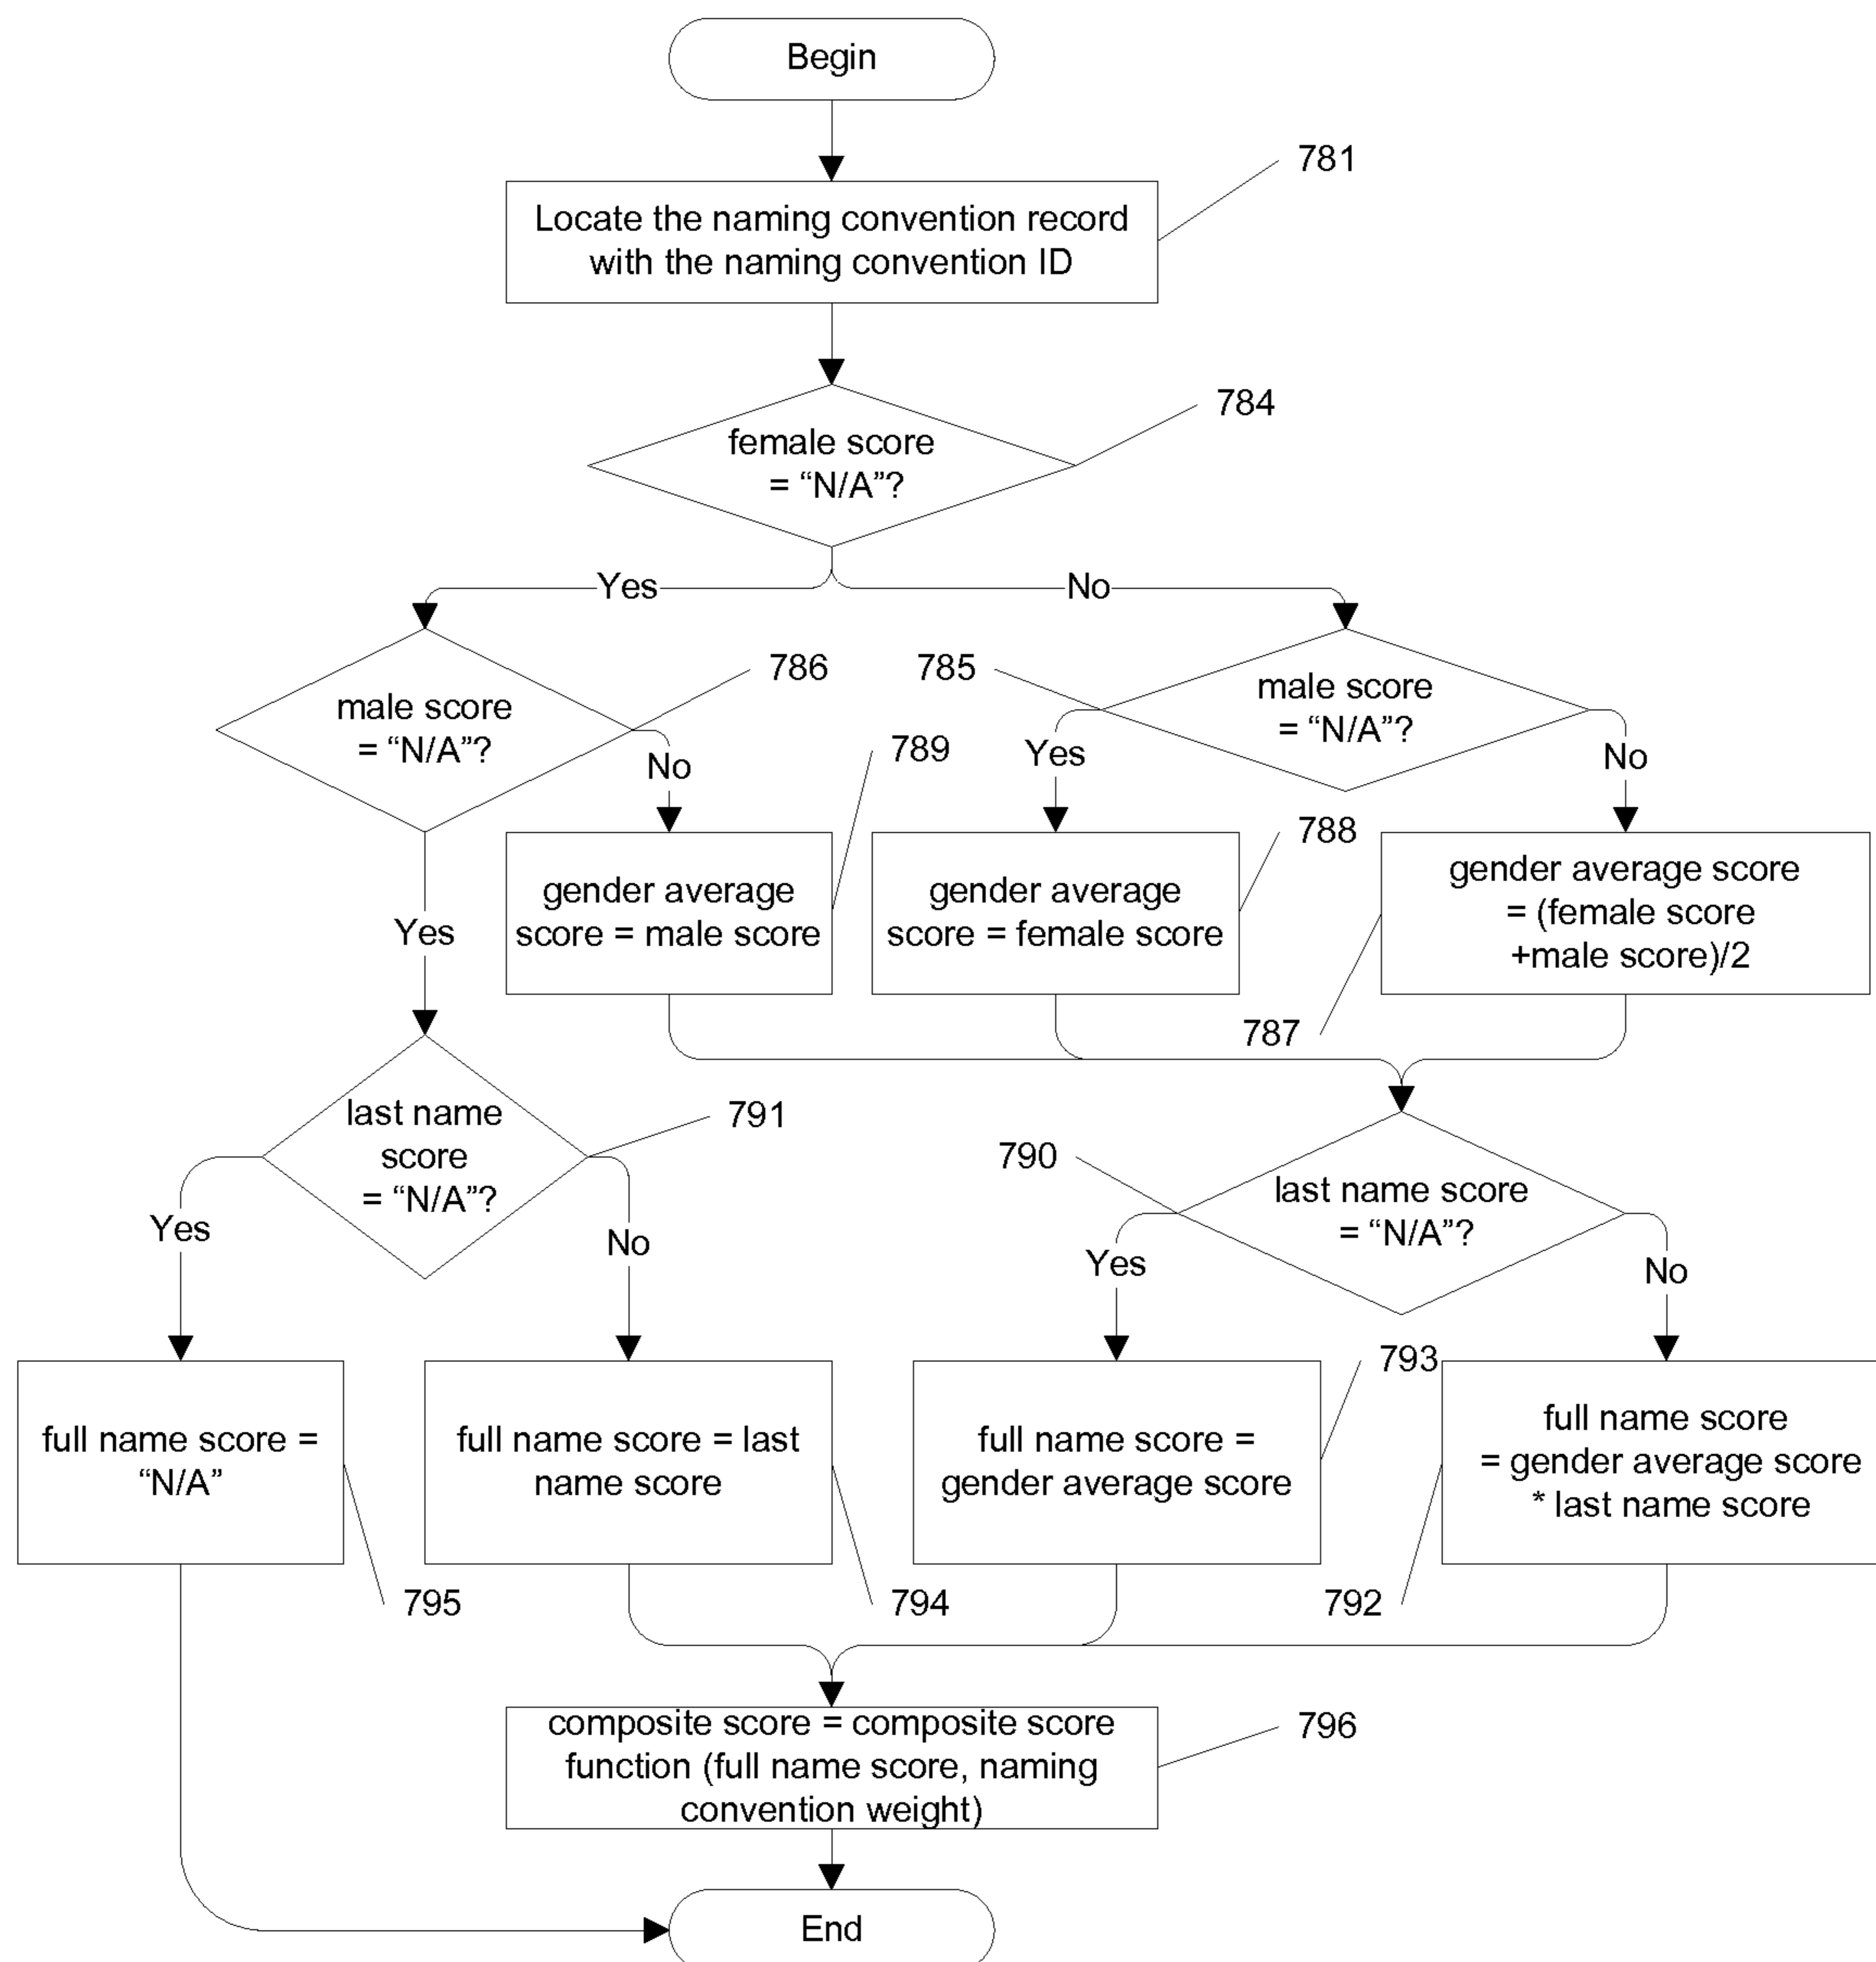 Begin
781
Locate the naming convention record
with the naming convention ID
784
female score
= “N/A”?
Yes
No
786
785
male score
= “N/A”?
male score
= “N/A”?
789
No
Yes
No
788
gender average
score = male score
gender average
score = female score
gender average score
= (female score
+male score)/2
Yes
787
791
last name
score
= “N/A”?
790
last name score
= “N/A”?
Yes
No
Yes
No
793
full name score =
“N/A”
full name score = last
name score
full name score =
gender average score
full name score
= gender average score
* last name score
795
794
792
796
composite score = composite score
function (full name score, naming
convention weight)
End